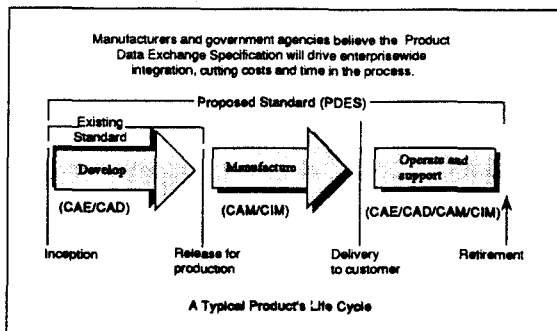 Manufacturers and government agencies believe the Product
Data Exchange Specification will drive enterprisewide
integration, cutting costs and time in the process.
Proposed Standard (PDES)
Existing
Standard
Develop
Manufacture
Operate and
support
(CAE/CAD)
(CAM/CIM)
(CAE/CAD/CAM/CIM)
Inception
Release for
production
Delivery
to customer
Retirement
A Typical Product's Life Cycle